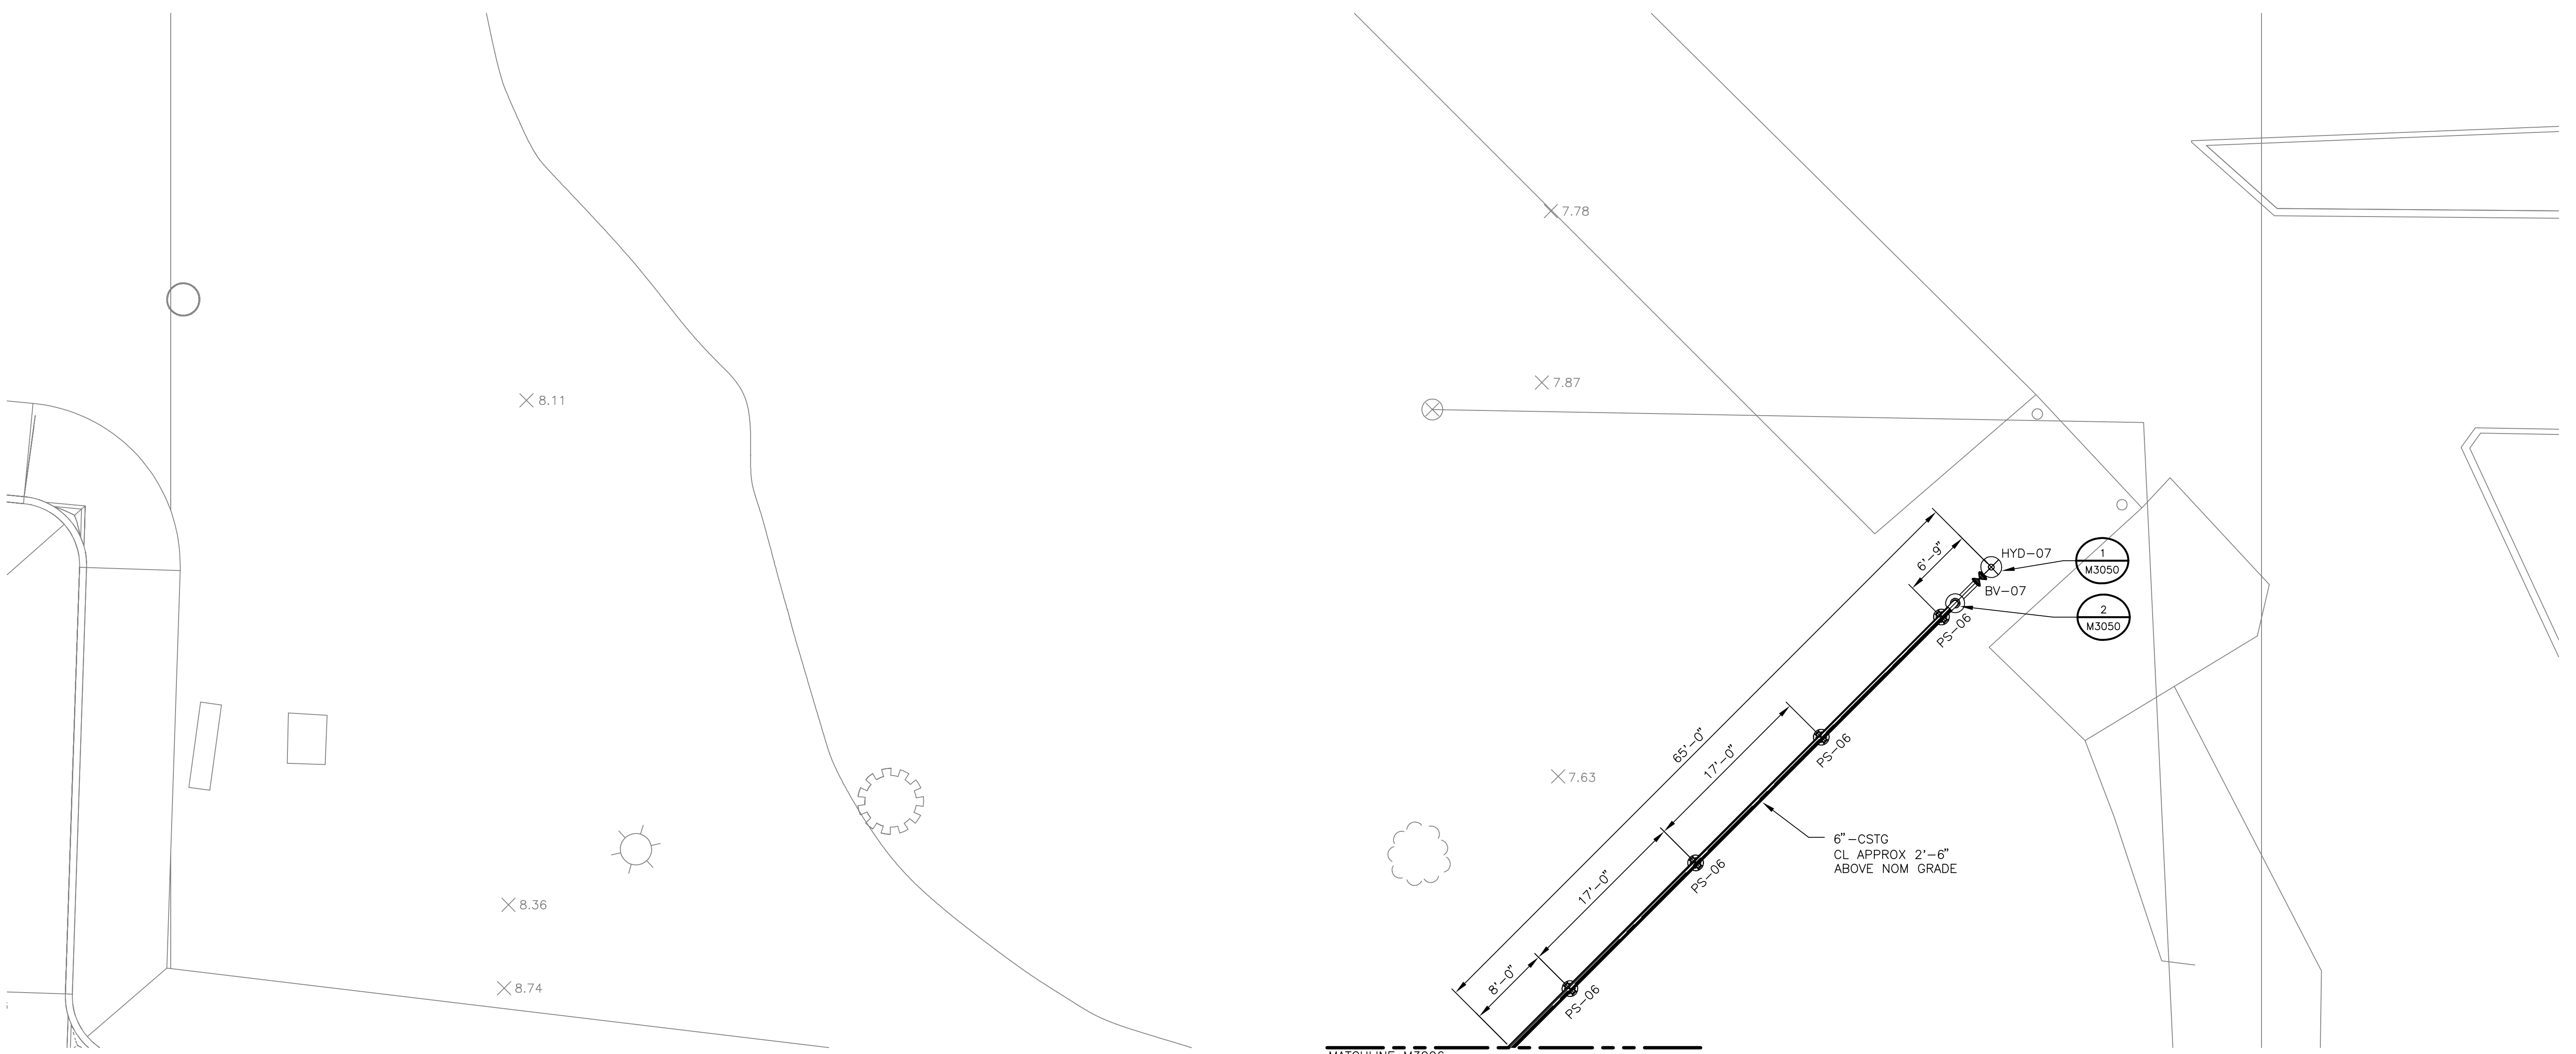 7.78
7.87
8.11
HYD-07
1
M3050
6'-9"
BV-07
2
M3050
PS-06
65'-0"
17'-0"
PS-06
7.63
6"-CSTG
CL APPROX 2'-6"
ABOVE NOM GRADE
PS-06
17'-0"
8.36
8'-0"
8.74
PS-06
MATCHLINE M3006